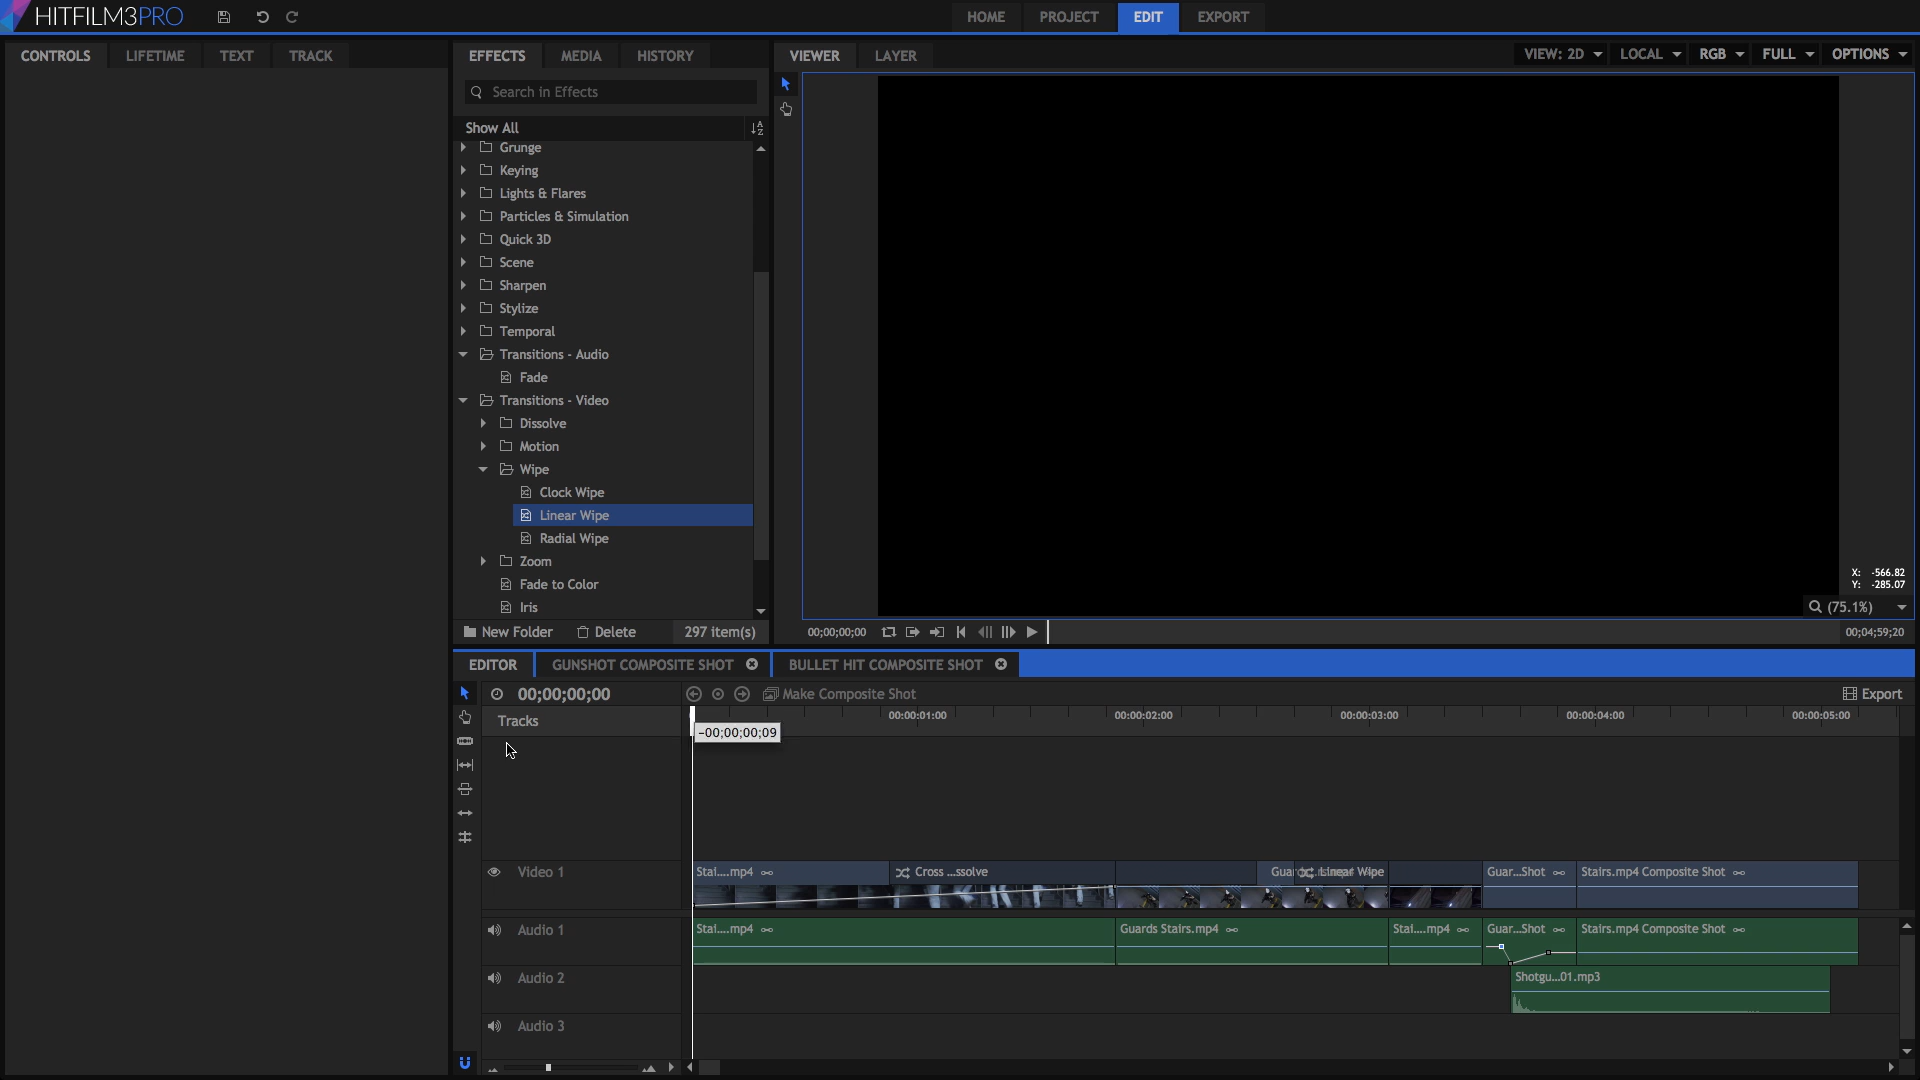 HITFILM3PRO
HOME PROJECT EDIT EXPORT
CONTROLS LIFETIME TEXT TRACK
EFFECTS MEDIA HISTORY
VIEWER LAYER
VIEW: 2D LOCAL RGB FULL OPTIONS
Search in Effects
Show All
Grunge
Keying
Lights & Flares
Particles & Simulation
Quick 3D
Scene
Sharpen
Stylize
Temporal
Transitions - Audio
Fade
Transitions - Video
Dissolve
Motion
Wipe
Clock Wipe
Linear Wipe
Radial Wipe
Zoom
Fade to Color
Iris
New Folder Delete 297 item(s)
X: -566.82
Y: -285.07
(75.1%)
00;00;00;00
00;04;59;20
EDITOR GUNSHOT COMPOSITE SHOT BULLET HIT COMPOSITE SHOT
00;00;00;00 Make Composite Shot Export
Tracks
00:00:01:00 00:00:02:00 00:00:03:00 00:00:04:00 00:00:05:00
-00;00;00;09
Video 1
Stai....mp4 Cross ...ssolve Linear Wipe Guar...Shot Stairs.mp4 Composite Shot
Audio 1
Stai....mp4 Guards Stairs.mp4 Stai....mp4 Guar...Shot Stairs.mp4 Composite Shot
Audio 2
Shotgu...01.mp3
Audio 3